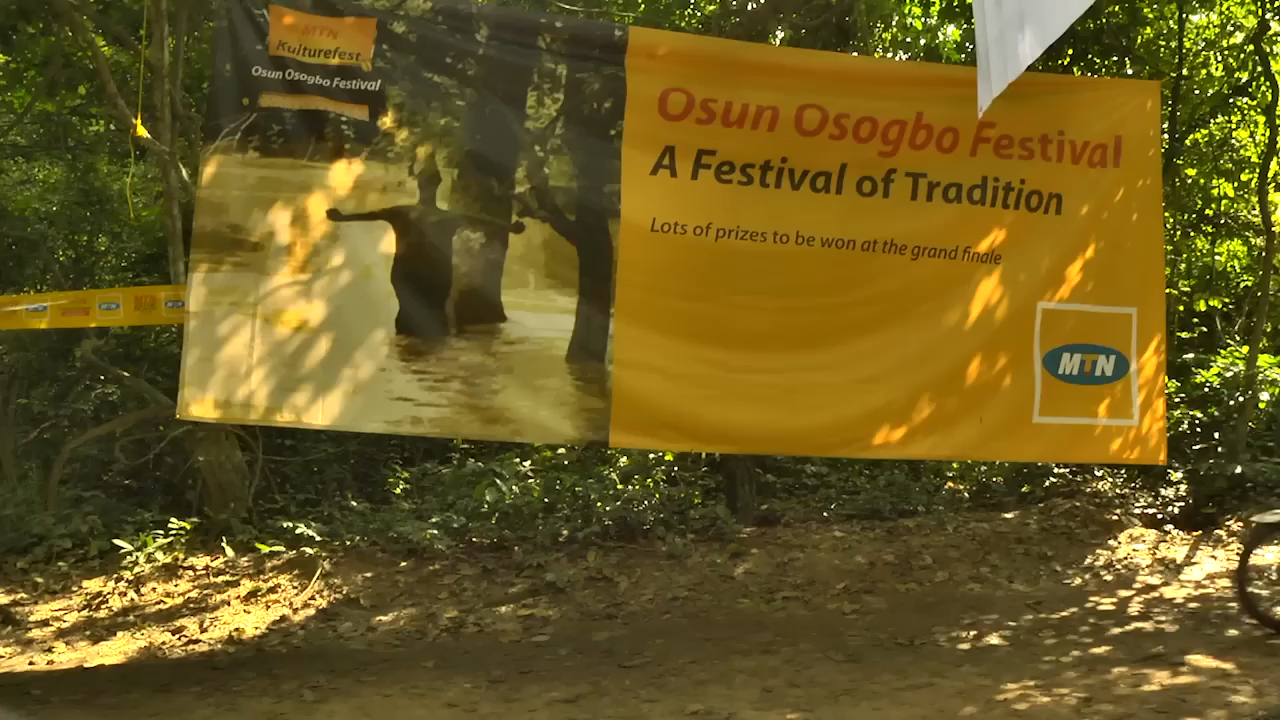 MTN
Kulturefest
Osun Osogbo Festival
Osun Osogbo Festival
A Festival of Tradition
Lots of prizes to be won at the grand finale
MTN